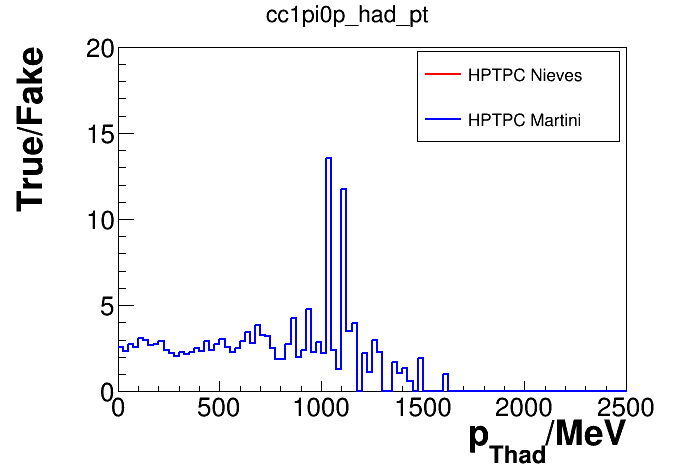 cc1pi0p_had_pt
True/Fake
20
15
10
5
0
HPTPC Nieves
HPTPC Martini
0 500 1000 1500 2000 2500
pThad/MeV